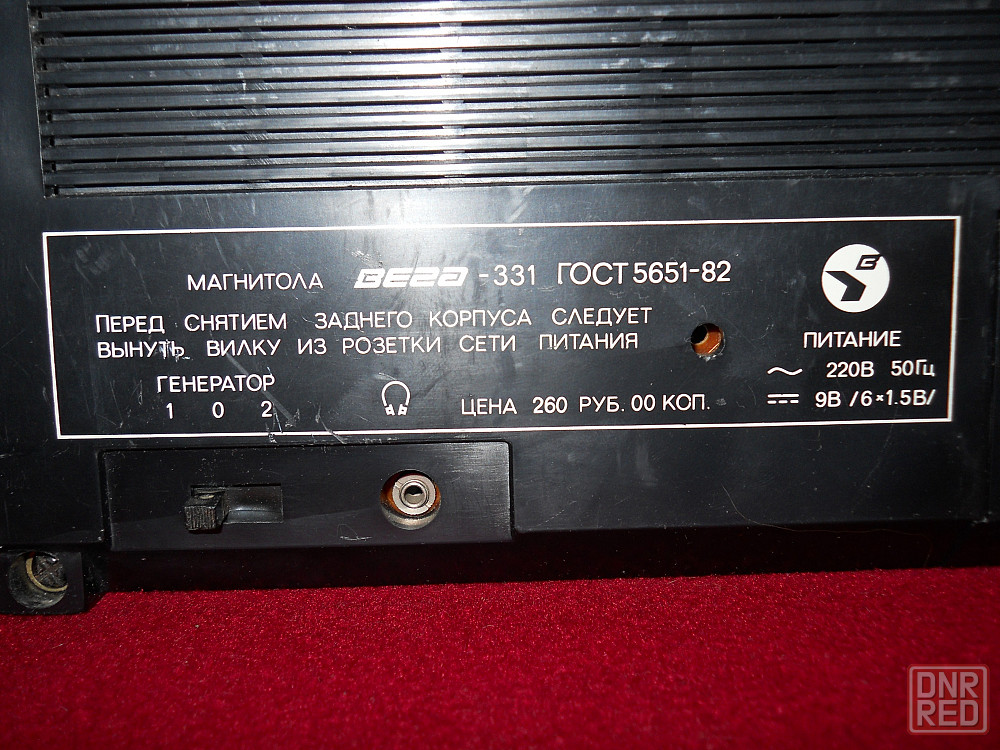 МАГНИТОЛА ВЕГА -331 ГОСТ 5651-82
ПЕРЕД СНЯТИЕМ ЗАДНЕГО КОРПУСА СЛЕДУЕТ
ВЫНУТЬ ВИЛКУ ИЗ РОЗЕТКИ СЕТИ ПИТАНИЯ
ПИТАНИЕ
~ 220В 50Гц
9В /6×1.5В/
ГЕНЕРАТОР
1 0 2
ЦЕНА 260 РУБ. 00 КОП.
DNR
RED